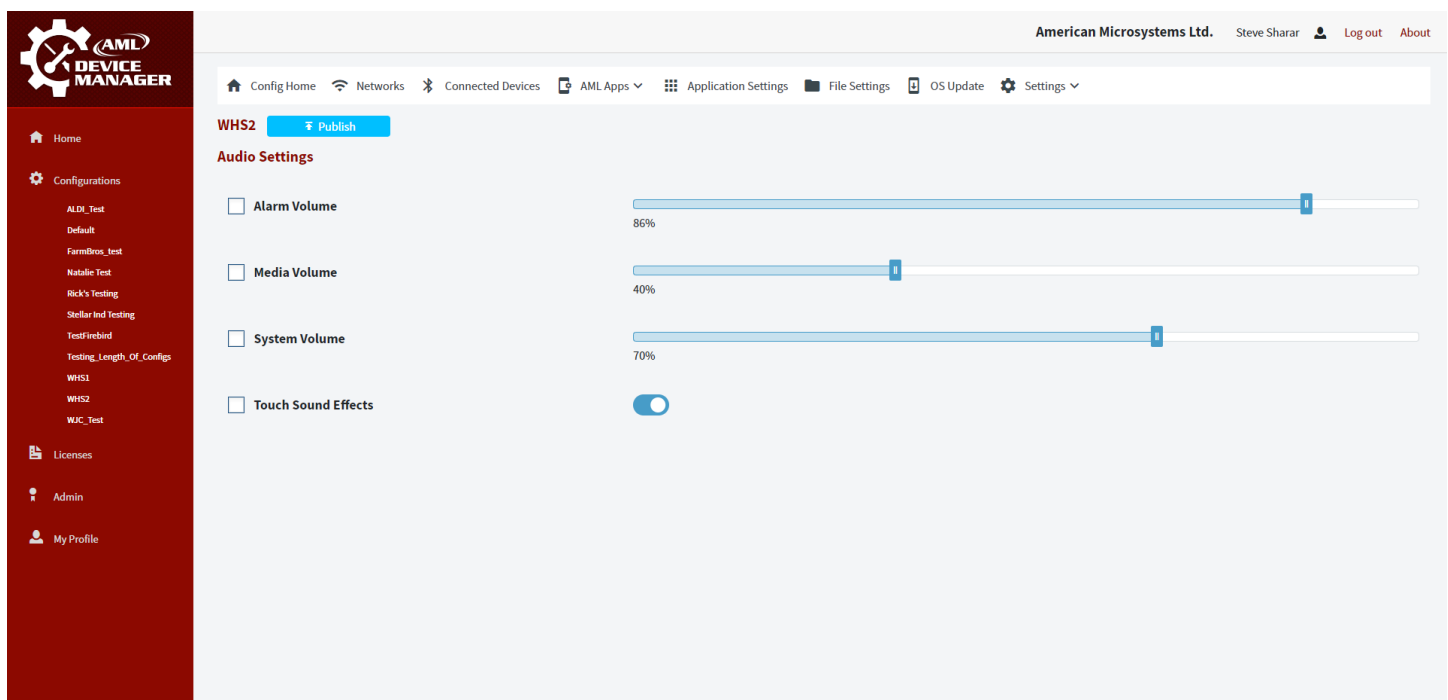 AML
DEVICE
MANAGER
American Microsystems Ltd. Steve Sharar Log out About
Config Home Networks Connected Devices AML Apps Application Settings File Settings OS Update Settings
Home
Configurations
ALDI_Test
Default
FarmBros_test
Natalie Test
Rick's Testing
Stellar Ind Testing
TestFirebird
Testing_Length_Of_Configs
WHS1
WHS2
WJC_Test
Licenses
Admin
My Profile
WHS2 Publish
Audio Settings
Alarm Volume
86%
Media Volume
40%
System Volume
70%
Touch Sound Effects